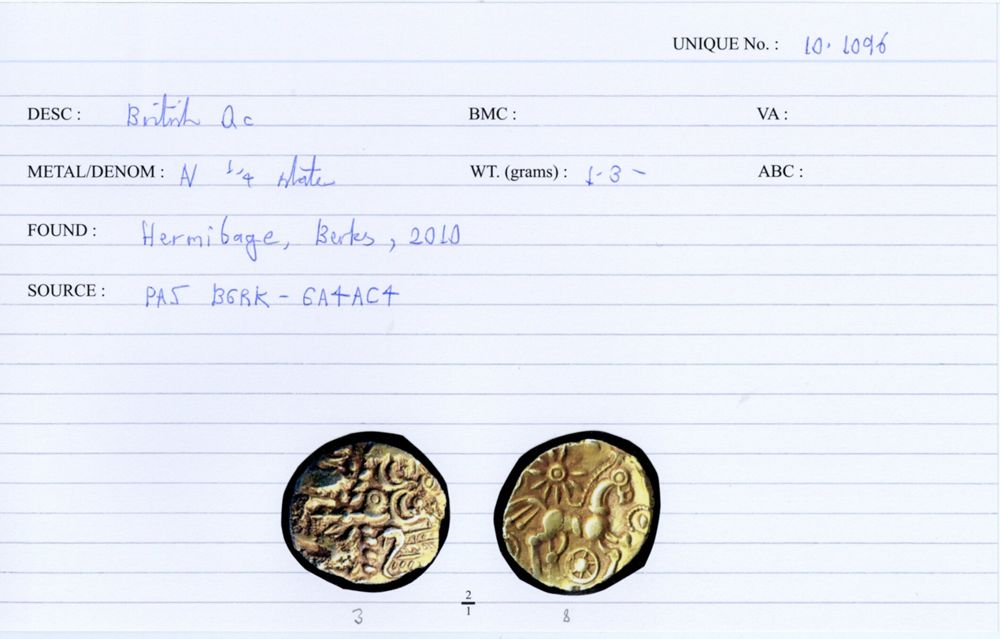 UNIQUE No. : 10. 1096
DESC : British Qc BMC : VA :
METAL/DENOM : N 1/4 stater WT. (grams) : 1.3 - ABC :
FOUND : Hermitage, Berks, 2010
SOURCE : PAS BERK - 6A4AC4
2
1
3 8